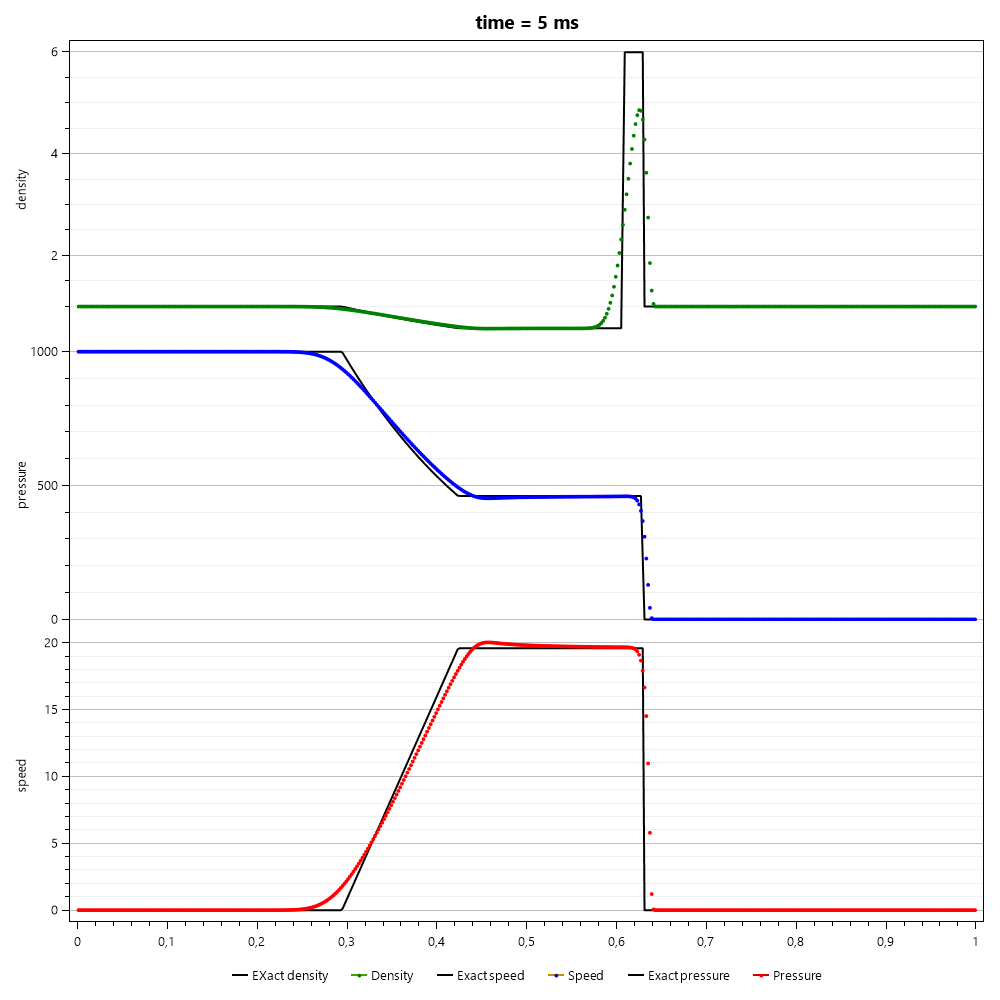 time = 5 ms
6
4
2
density
1000
500
0
pressure
20
15
10
5
0
speed
0 0,1 0,2 0,3 0,4 0,5 0,6 0,7 0,8 0,9 1
EXact density Density Exact speed Speed Exact pressure Pressure